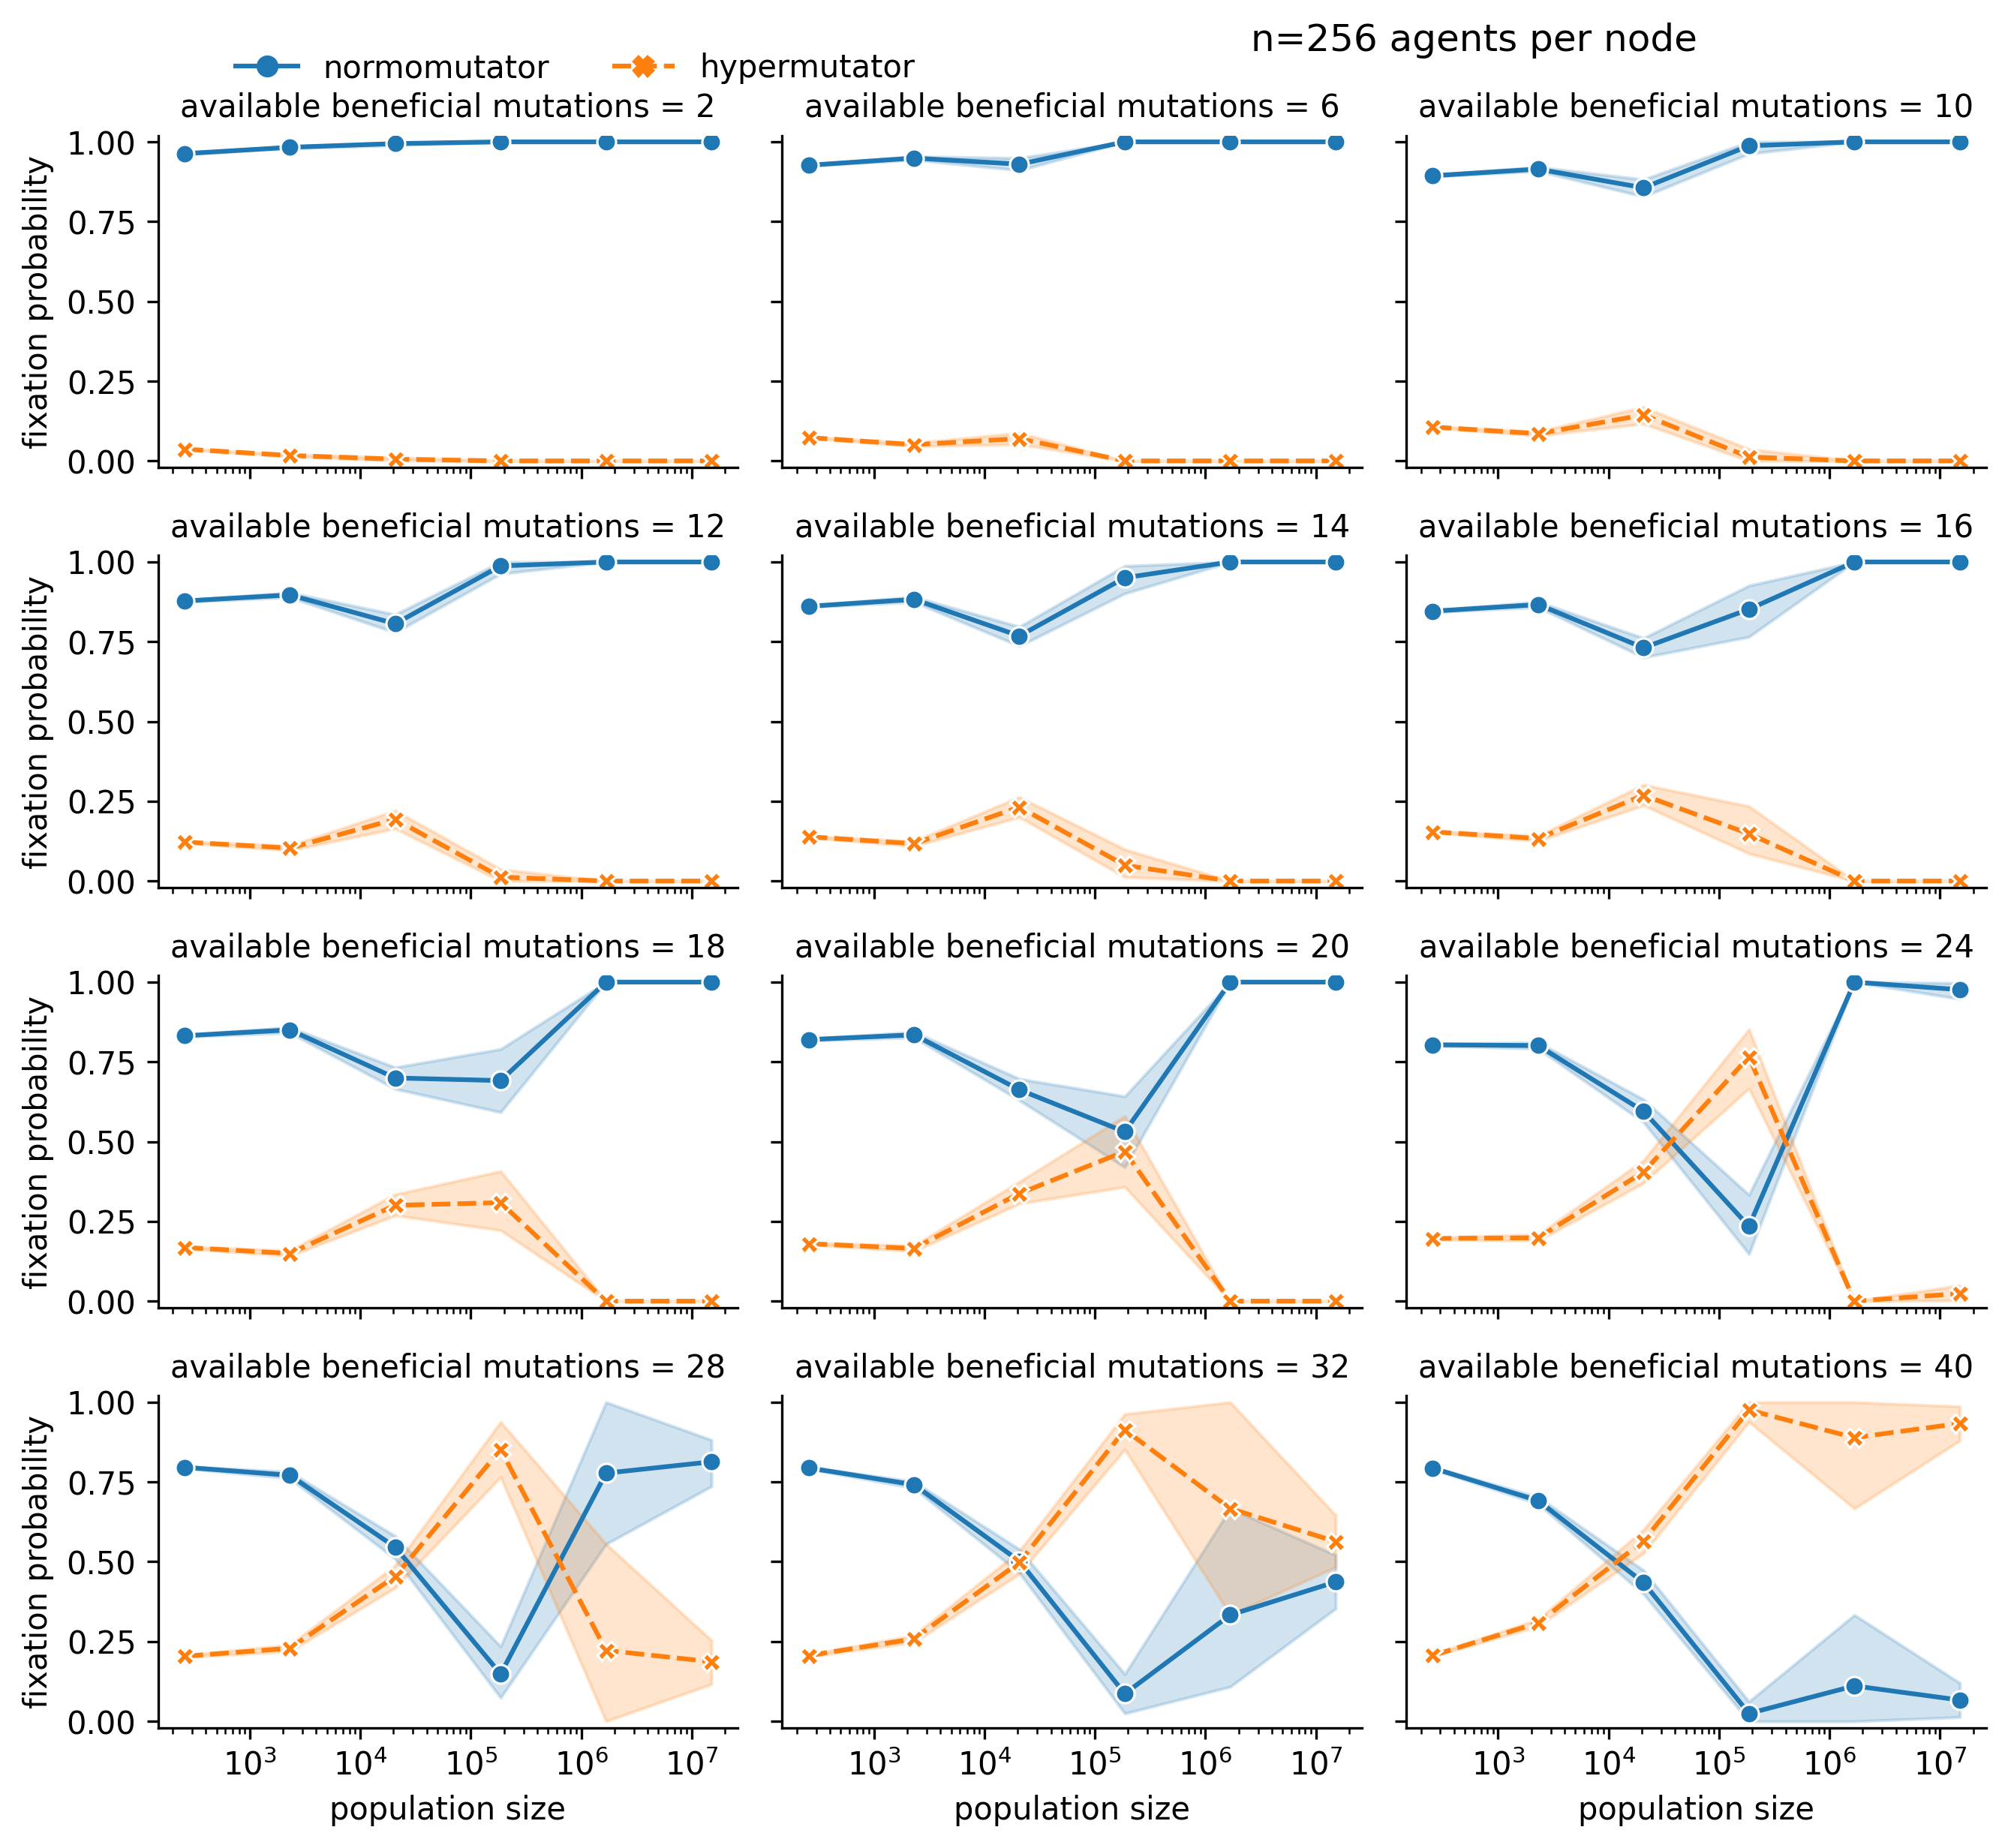 n=256 agents per node
normomutator hypermutator
available beneficial mutations = 2 available beneficial mutations = 6 available beneficial mutations = 10
fixation probability
1.00
0.75
0.50
0.25
0.00
available beneficial mutations = 12 available beneficial mutations = 14 available beneficial mutations = 16
fixation probability
1.00
0.75
0.50
0.25
0.00
available beneficial mutations = 18 available beneficial mutations = 20 available beneficial mutations = 24
fixation probability
1.00
0.75
0.50
0.25
0.00
available beneficial mutations = 28 available beneficial mutations = 32 available beneficial mutations = 40
fixation probability
1.00
0.75
0.50
0.25
0.00
10³ 10⁴ 10⁵ 10⁶ 10⁷ 10³ 10⁴ 10⁵ 10⁶ 10⁷ 10³ 10⁴ 10⁵ 10⁶ 10⁷
population size population size population size